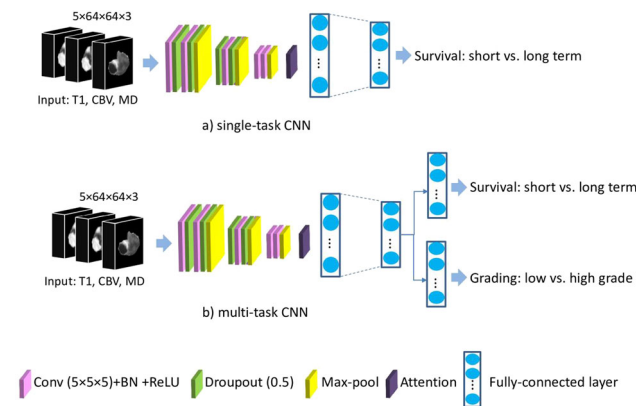 5×64×64×3
Survival: short vs. long term
Input: T1, CBV, MD
a) single-task CNN
5×64×64×3
Survival: short vs. long term
Grading: low vs. high grade
Input: T1, CBV, MD
b) multi-task CNN
Conv (5×5×5)+BN +ReLU
Droupout (0.5)
Max-pool
Attention
Fully-connected layer